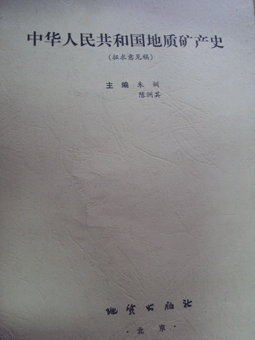 中华人民共和国地质矿产史
(征求意见稿)
主 编 朱 训
陈洲其
地质出版社
·北 京·